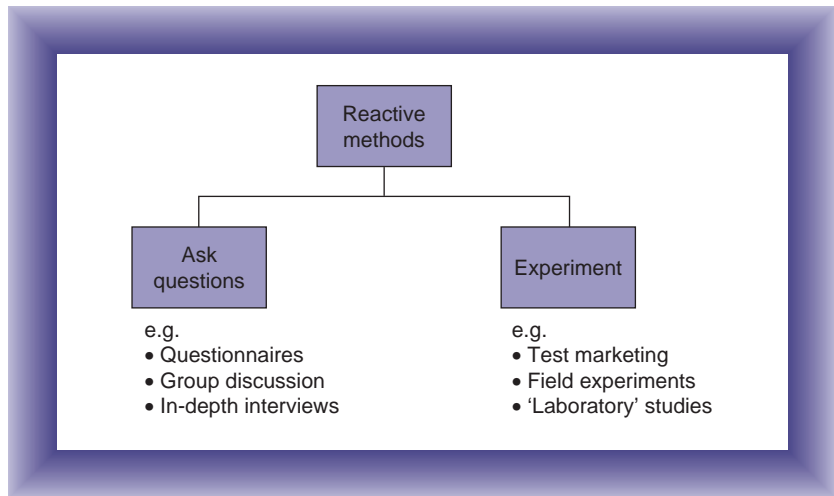 Reactive
methods
Ask
questions
Experiment
e.g.
• Questionnaires
• Group discussion
• In-depth interviews
e.g.
• Test marketing
• Field experiments
• ‘Laboratory’ studies